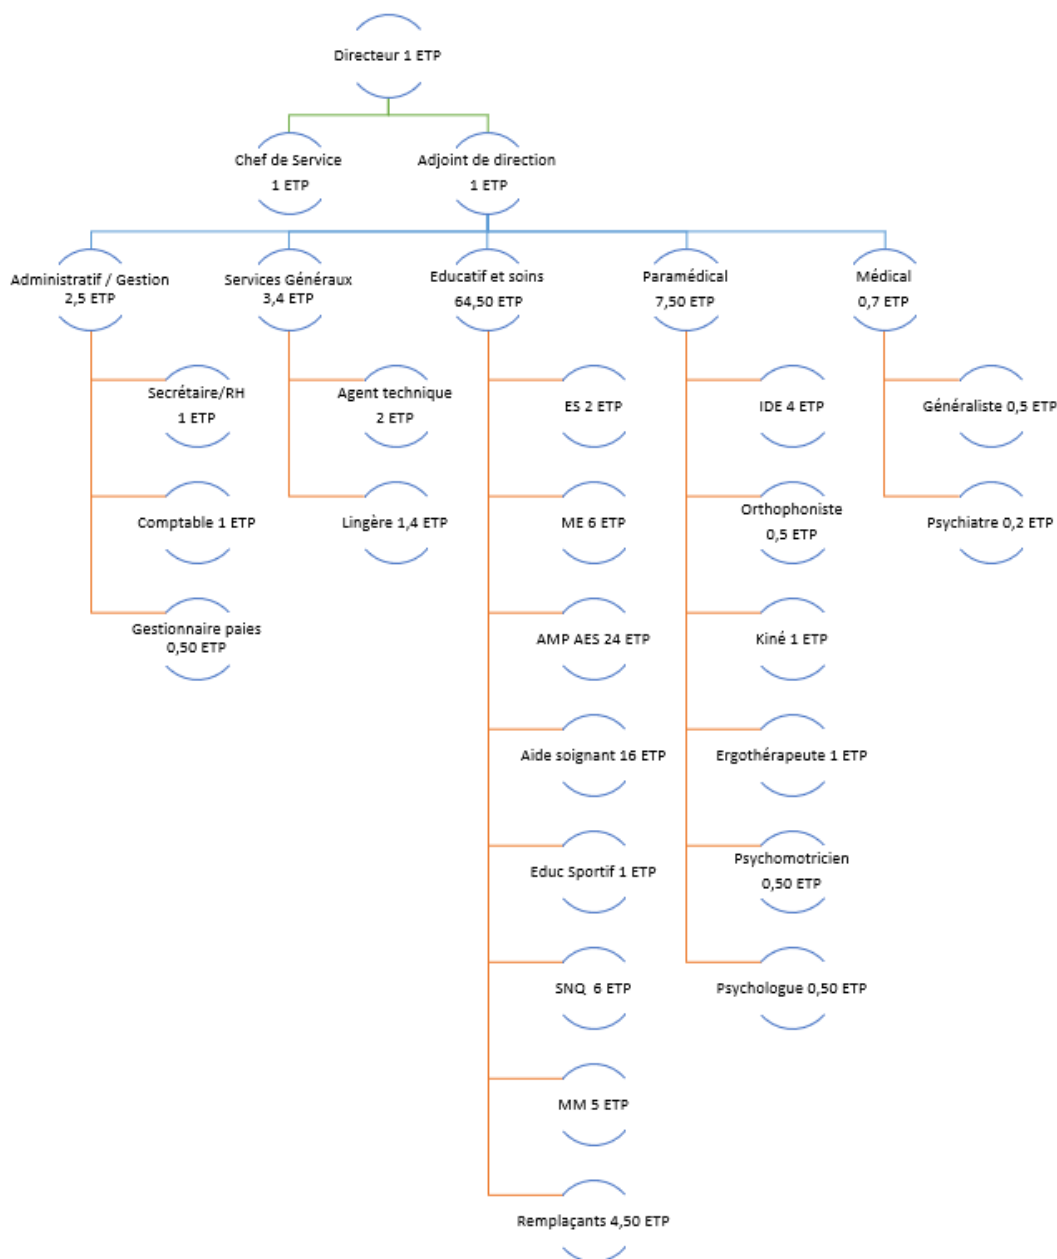 Directeur 1 ETP
Chef de Service
1 ETP
Adjoint de direction
1 ETP
Administratif / Gestion
2,5 ETP
Services Généraux
3,4 ETP
Educatif et soins
64,50 ETP
Paramédical
7,50 ETP
Médical
0,7 ETP
Secrétaire/RH
1 ETP
Comptable 1 ETP
Gestionnaire paies
0,50 ETP
Agent technique
2 ETP
Lingère 1,4 ETP
ES 2 ETP
ME 6 ETP
AMP AES 24 ETP
Aide soignant 16 ETP
Educ Sportif 1 ETP
SNQ 6 ETP
MM 5 ETP
Remplaçants 4,50 ETP
IDE 4 ETP
Orthophoniste
0,5 ETP
Kiné 1 ETP
Ergothérapeute 1 ETP
Psychomotricien
0,50 ETP
Psychologue 0,50 ETP
Généraliste 0,5 ETP
Psychiatre 0,2 ETP